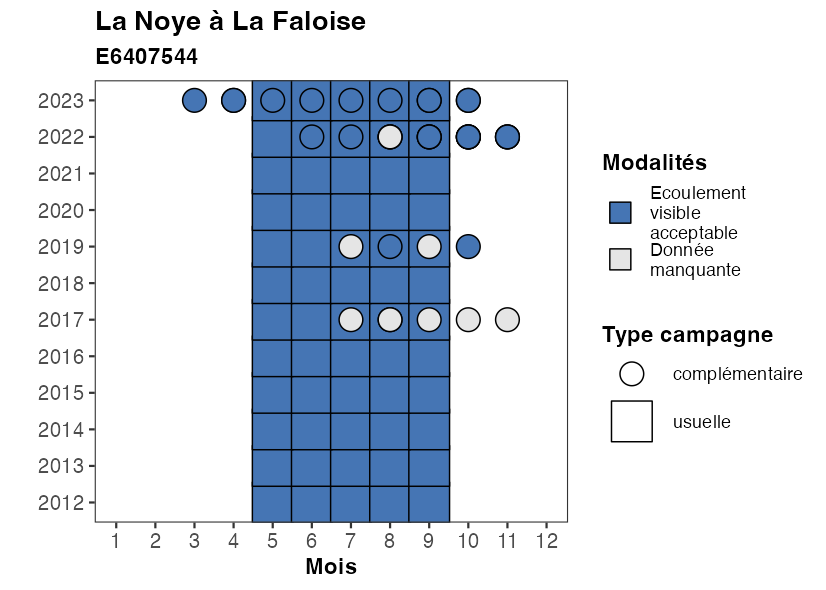 La Noye à La Faloise
E6407544
2023
2022
2021
2020
2019
2018
2017
2016
2015
2014
2013
2012
1 2 3 4 5 6 7 8 9 10 11 12
Mois
Modalités
Ecoulement
visible
acceptable
Donnée
manquante
Type campagne
complémentaire
usuelle